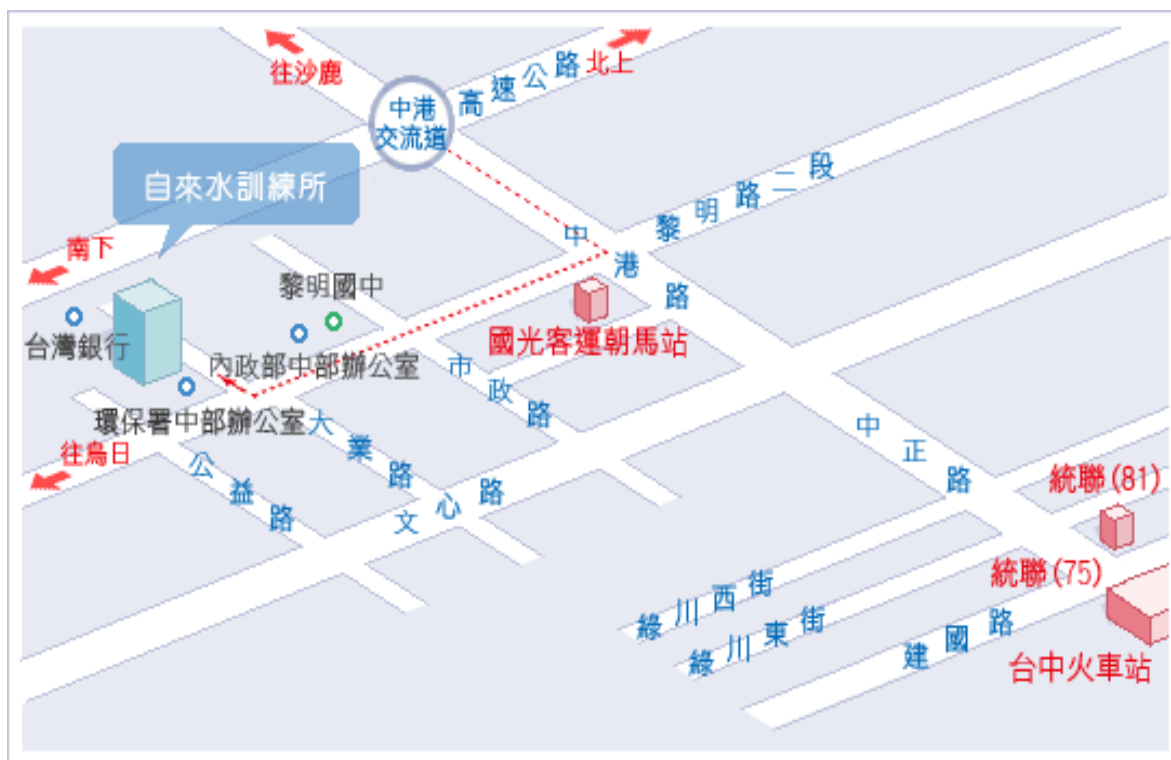 往沙鹿
高速公路
北上
中港
交流道
自來水訓練所
黎明路二段
中港路
南下
黎明國中
台灣銀行
國光客運朝馬站
內政部中部辦公室
市政路
環保署中部辦公室
大業路
往烏日
公益路
文心路
中正路
統聯(81)
統聯(75)
綠川西街
綠川東街
建國路
台中火車站